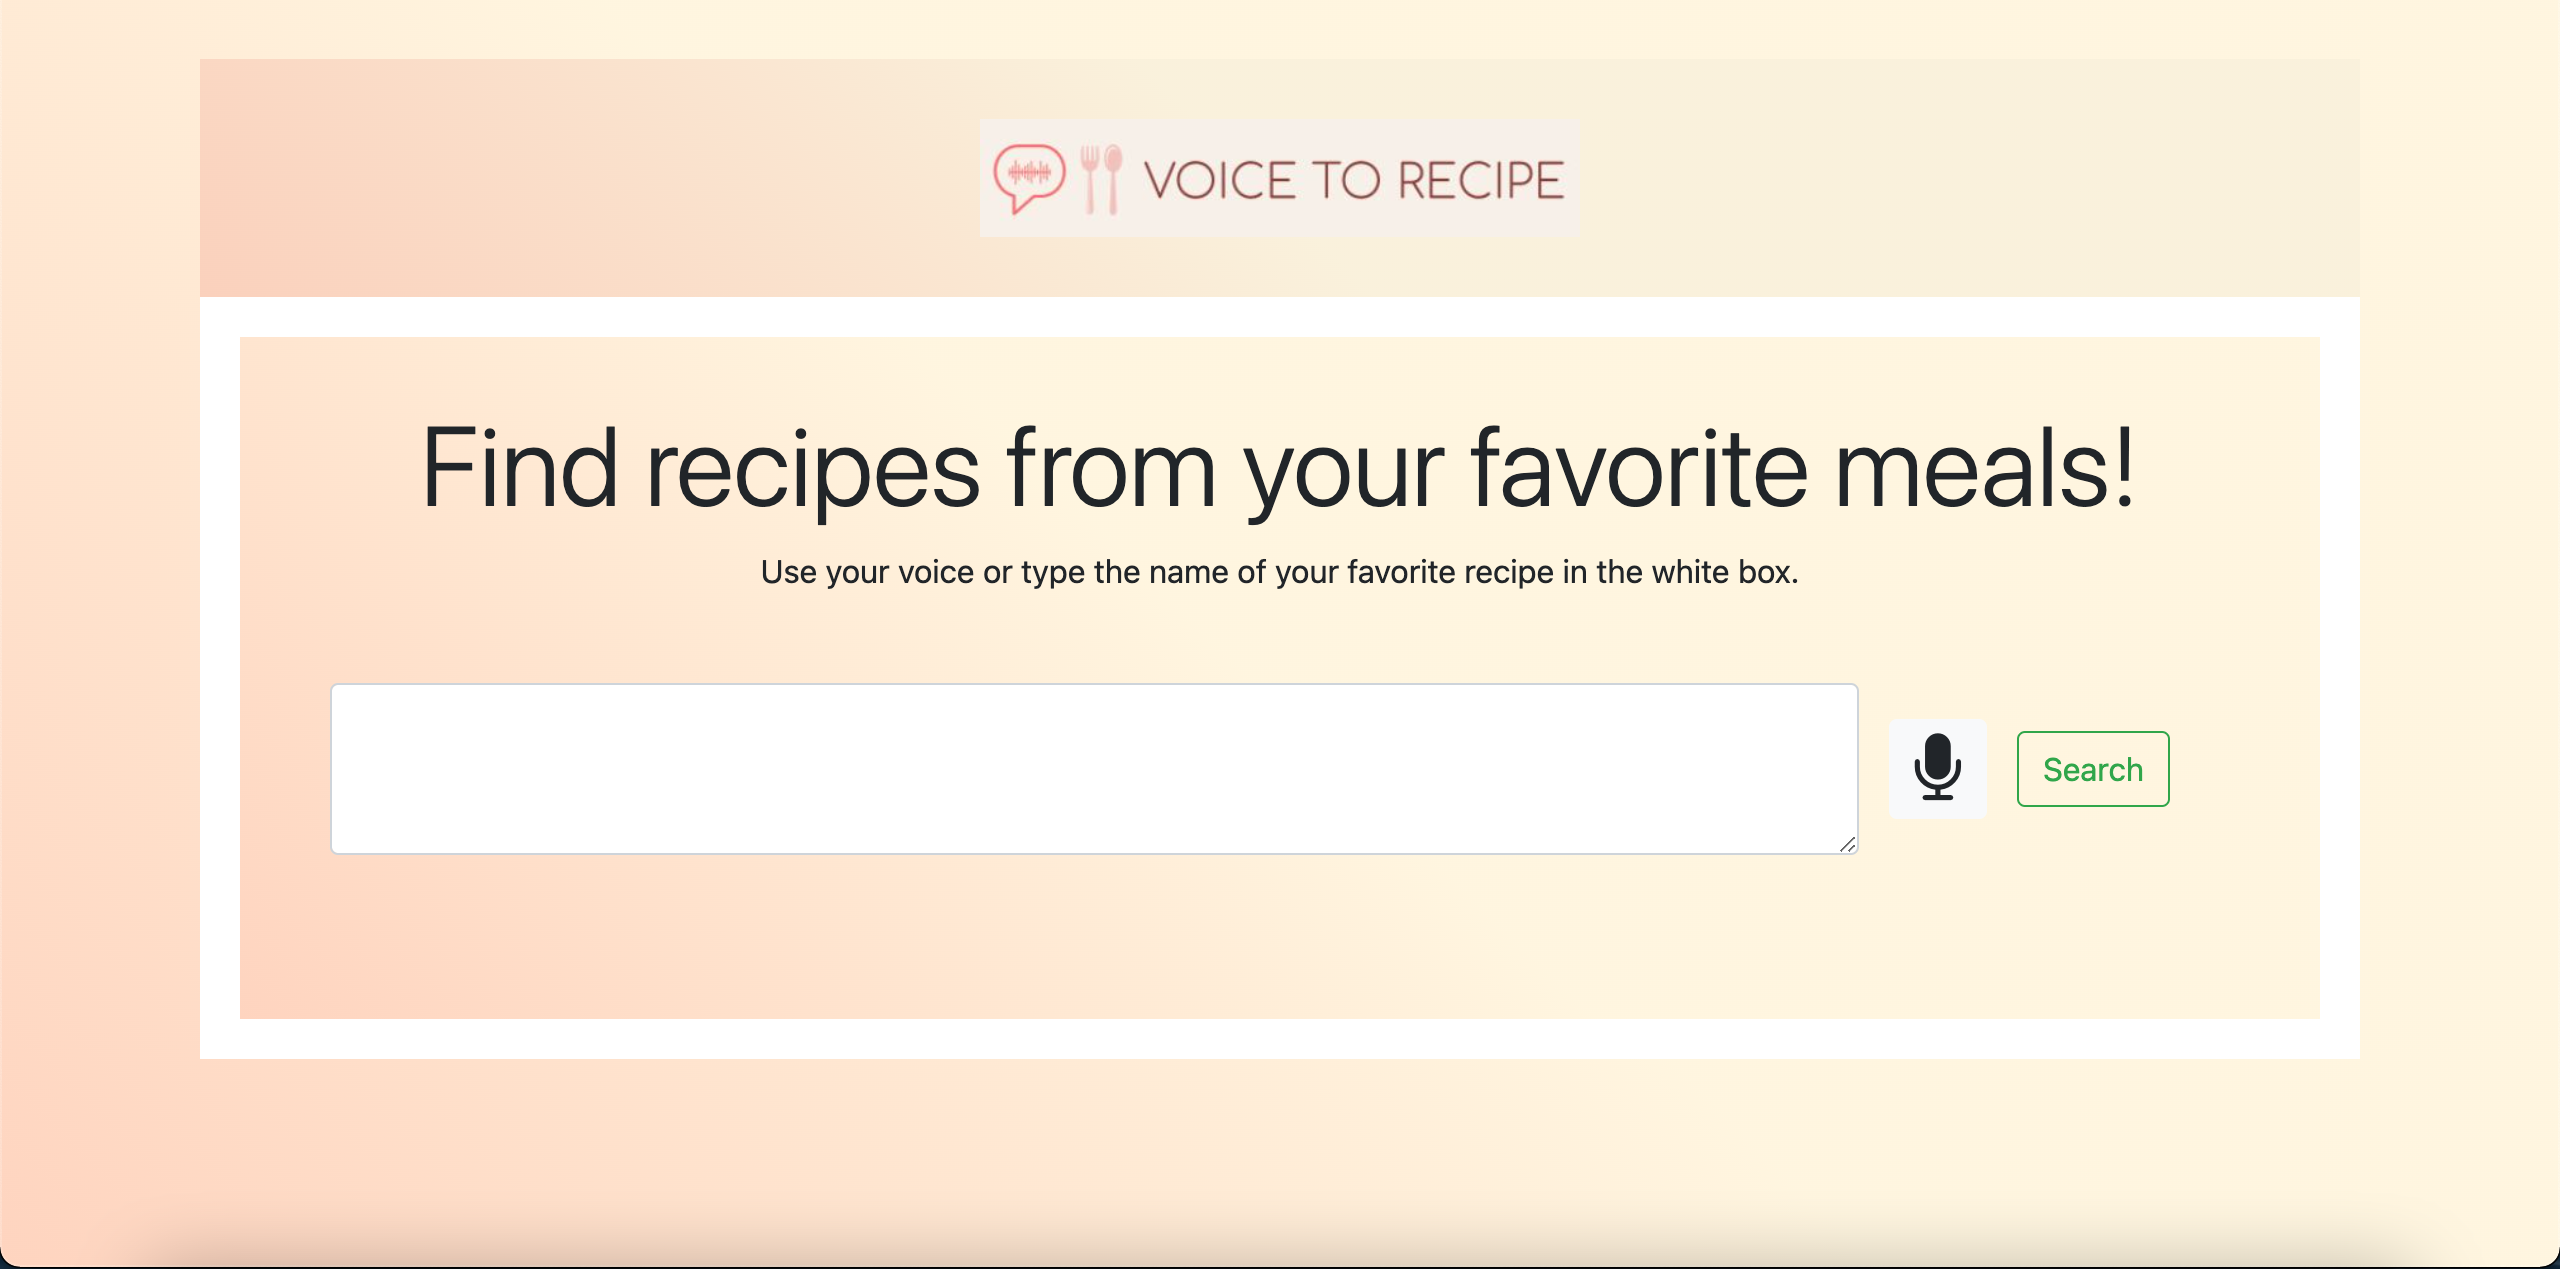 VOICE TO RECIPE
Find recipes from your favorite meals!
Use your voice or type the name of your favorite recipe in the white box.
Search